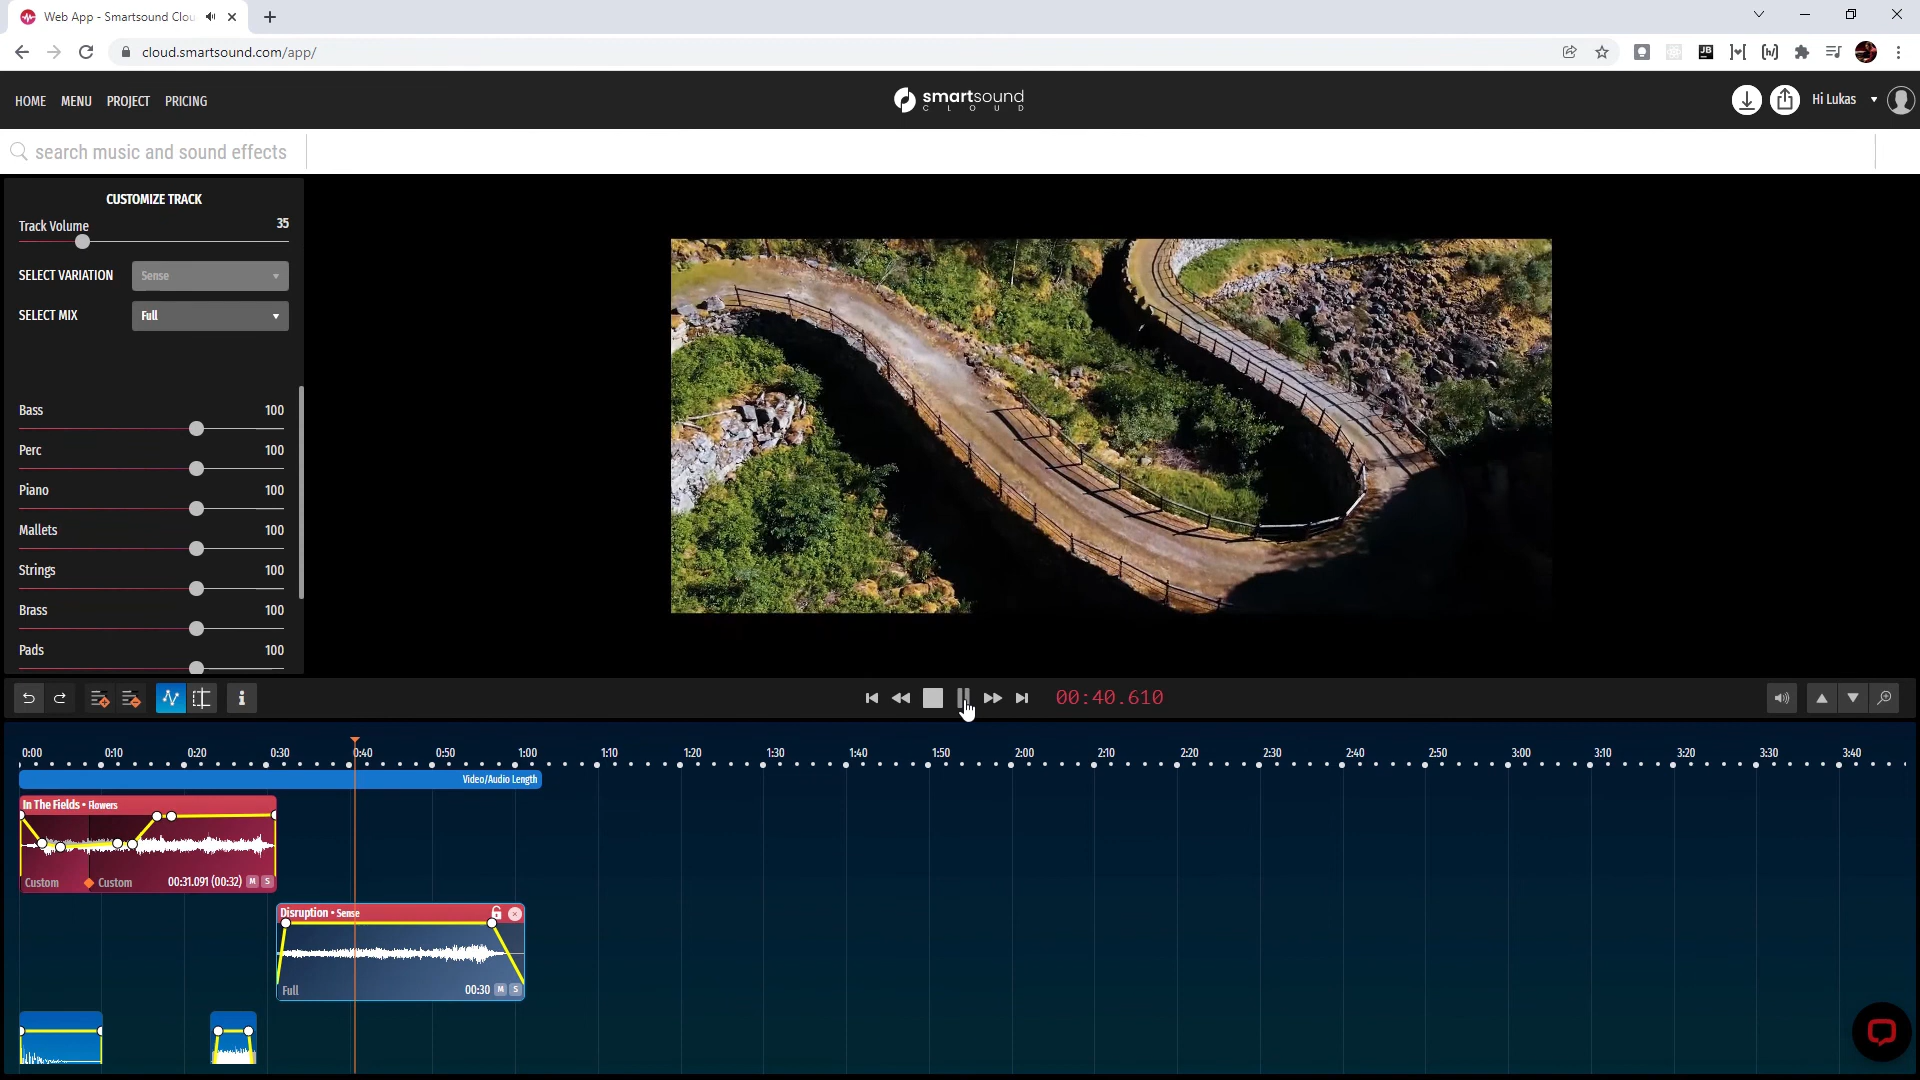 Web App - Smartsound Clou
cloud.smartsound.com/app/
HOME MENU PROJECT PRICING
smartsound
CLOUD
Hi Lukas
search music and sound effects
CUSTOMIZE TRACK
Track Volume 35
SELECT VARIATION Sense
SELECT MIX Full
Bass 100
Perc 100
Piano 100
Mallets 100
Strings 100
Brass 100
Pads 100
00:40.610
0:00 0:10 0:20 0:30 0:40 0:50 1:00 1:10 1:20 1:30 1:40 1:50 2:00 2:10 2:20 2:30 2:40 2:50 3:00 3:10 3:20 3:30 3:40
Video/Audio Length
In The Fields • Flowers
Custom Custom 00:31.091 (00:32) M S
Disruption • Sense
Full 00:30 M S